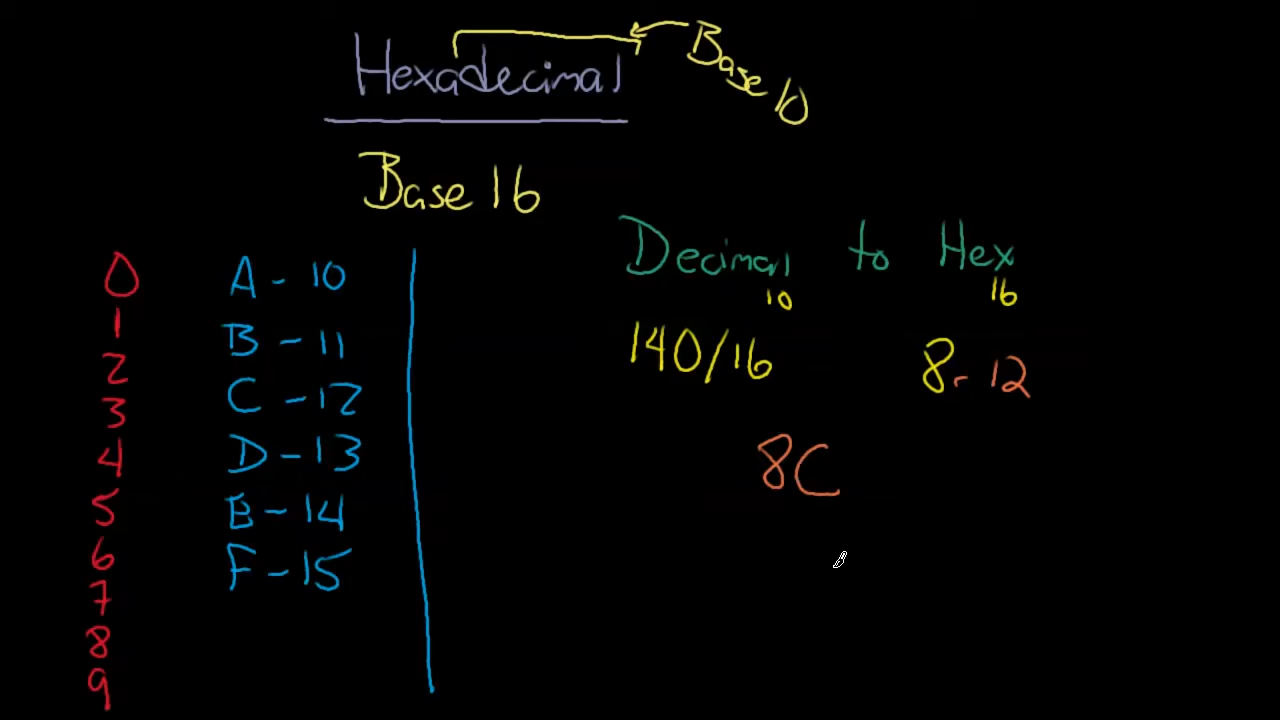 Hexadecimal
Base 10
Base 16
Decimal to Hex
10 16
140/16 8 - 12
8C
0
1
2
3
4
5
6
7
8
9
A - 10
B - 11
C - 12
D - 13
B - 14
F - 15